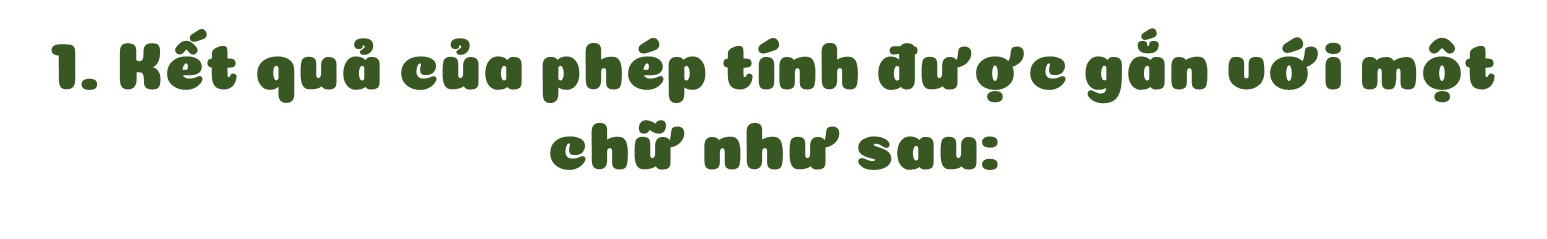 1. Kết quả của phép tính được gắn với một
chữ như sau: